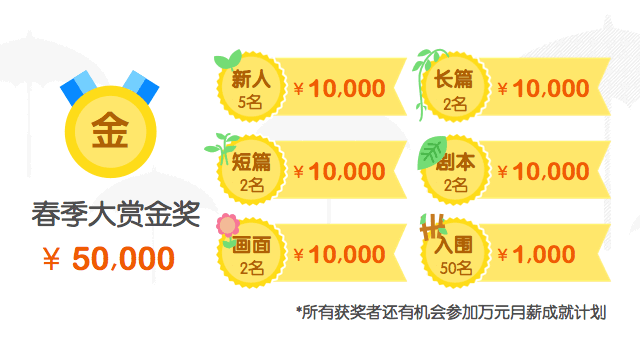 金
春季大赏金奖
￥ 50,000
新人
5名
￥10,000
长篇
2名
￥10,000
短篇
2名
￥10,000
剧本
2名
￥10,000
画面
2名
￥10,000
入围
50名
￥1,000
*所有获奖者还有机会参加万元月薪成就计划